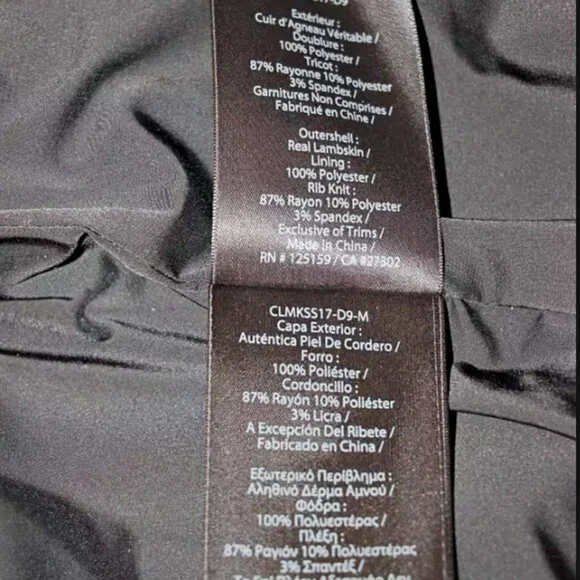 Extérieur :
Cuir d'Agneau Véritable /
Doublure :
100% Polyester /
Tricot :
87% Rayonne 10% Polyester
3% Spandex /
Garnitures Non Comprises /
Fabriqué en Chine /
Outershell :
Real Lambskin /
Lining :
100% Polyester /
Rib Knit :
87% Rayon 10% Polyester
3% Spandex /
Exclusive of Trims /
Made in China /
RN # 125159 / CA #27302
CLMKSS17-D9-M
Capa Exterior :
Auténtica Piel De Cordero /
Forro :
100% Poliéster /
Cordoncillo :
87% Rayón 10% Poliéster
3% Licra /
A Excepción Del Ribete /
Fabricado en China /
Εξωτερικό Περίβλημα :
Αληθινό Δέρμα Αμνού /
Φόδρα :
100% Πολυεστέρας /
Πλέξη :
87% Ραγιόν 10% Πολυεστέρας
3% Σπαντέξ /